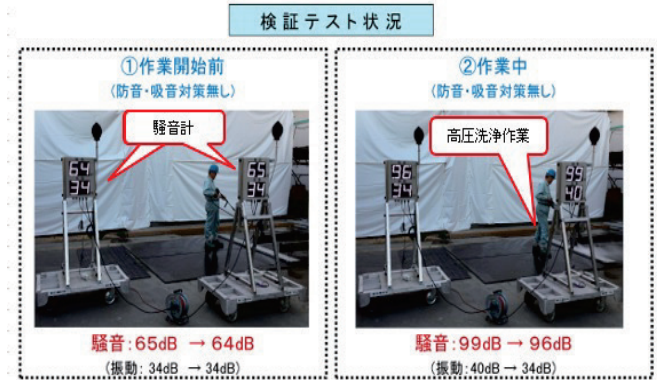 検証テスト状況
①作業開始前
（防音・吸音対策無し）
騒音計
64
34
65
34
騒音：65dB → 64dB
（振動：34dB → 34dB）
②作業中
（防音・吸音対策無し）
高圧洗浄作業
96
34
99
40
騒音：99dB → 96dB
（振動：40dB → 34dB）